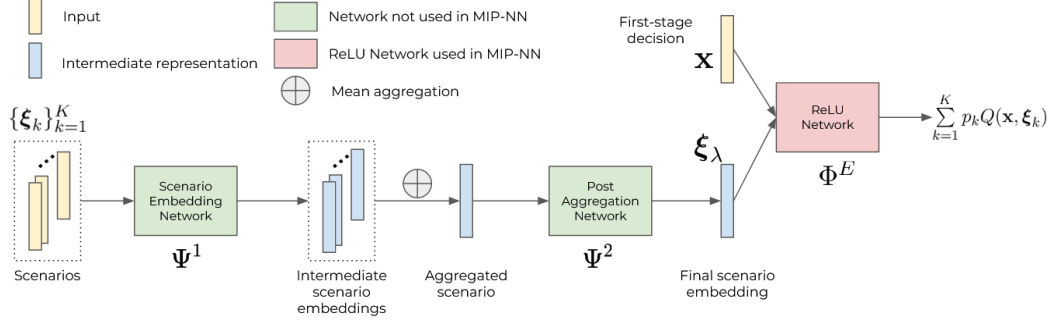 Input
Intermediate representation
Network not used in MIP-NN
ReLU Network used in MIP-NN
Mean aggregation
First-stage
decision
x
ReLU
Network
Φ^E
∑_{k=1}^{K} p_k Q(x, ξ_k)
{ξ_k}_{k=1}^K
Scenarios
Scenario
Embedding
Network
Ψ^1
Intermediate
scenario
embeddings
Aggregated
scenario
Post
Aggregation
Network
Ψ^2
ξ_λ
Final scenario
embedding